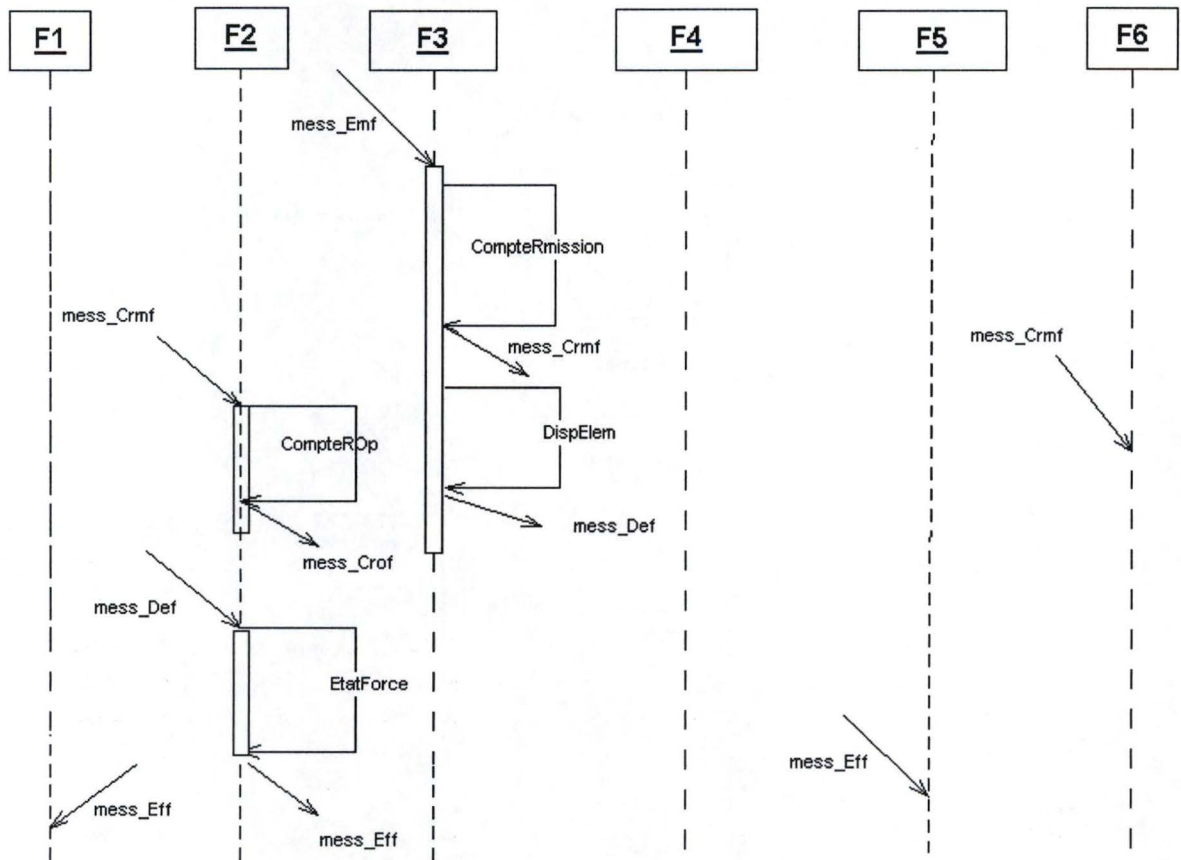 F1
F2
F3
F4
F5
F6
mess_Emf
CompteRmission
mess_Crmf
mess_Crmf
mess_Crmf
DispElem
CompteROp
mess_Def
mess_Crof
mess_Def
EtatForce
mess_Eff
mess_Eff
mess_Eff